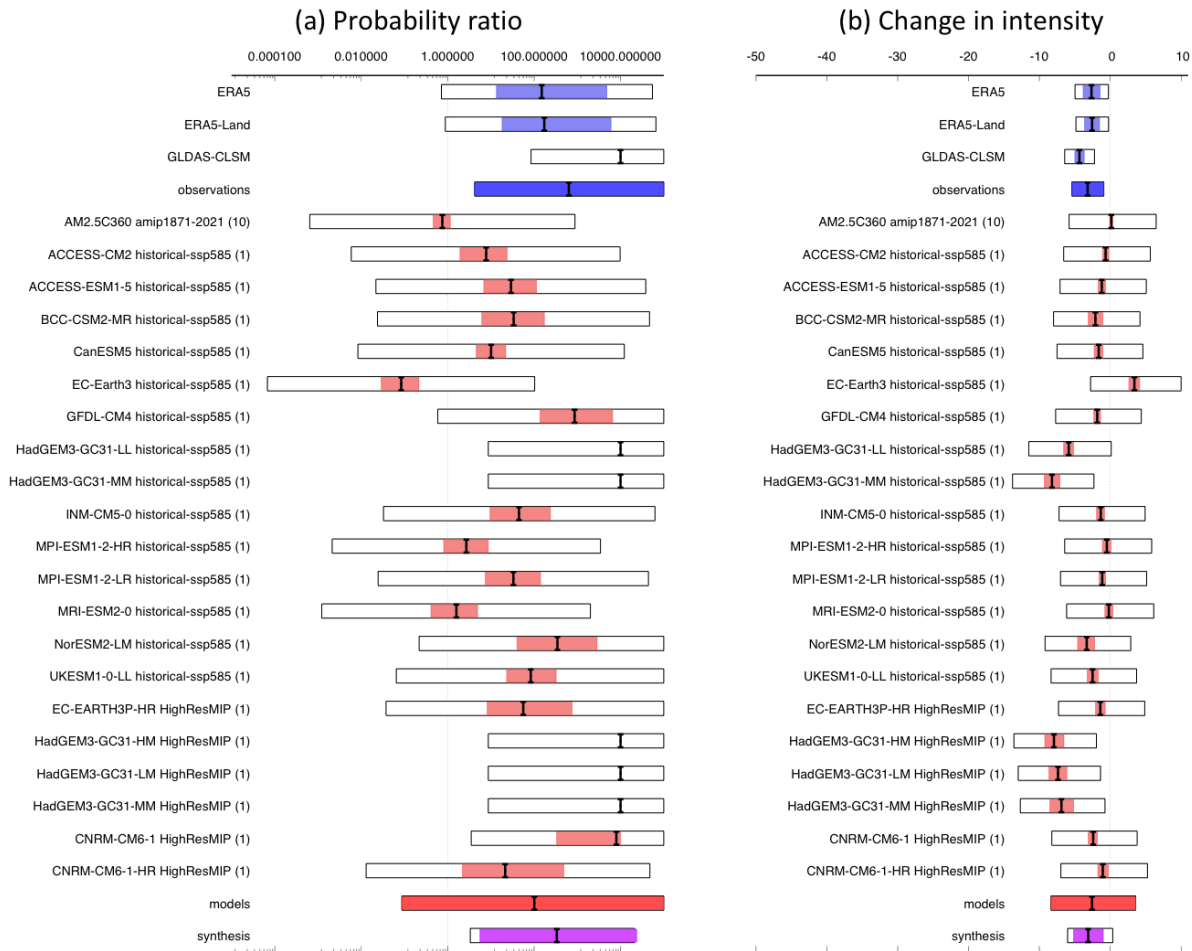 (a) Probability ratio
(b) Change in intensity
0.000100 0.010000 1.000000 100.000000 10000.000000
-50 -40 -30 -20 -10 0 10
ERA5 ERA5
ERA5-Land ERA5-Land
GLDAS-CLSM GLDAS-CLSM
observations observations
AM2.5C360 amip1871-2021 (10) AM2.5C360 amip1871-2021 (10)
ACCESS-CM2 historical-ssp585 (1) ACCESS-CM2 historical-ssp585 (1)
ACCESS-ESM1-5 historical-ssp585 (1) ACCESS-ESM1-5 historical-ssp585 (1)
BCC-CSM2-MR historical-ssp585 (1) BCC-CSM2-MR historical-ssp585 (1)
CanESM5 historical-ssp585 (1) CanESM5 historical-ssp585 (1)
EC-Earth3 historical-ssp585 (1) EC-Earth3 historical-ssp585 (1)
GFDL-CM4 historical-ssp585 (1) GFDL-CM4 historical-ssp585 (1)
HadGEM3-GC31-LL historical-ssp585 (1) HadGEM3-GC31-LL historical-ssp585 (1)
HadGEM3-GC31-MM historical-ssp585 (1) HadGEM3-GC31-MM historical-ssp585 (1)
INM-CM5-0 historical-ssp585 (1) INM-CM5-0 historical-ssp585 (1)
MPI-ESM1-2-HR historical-ssp585 (1) MPI-ESM1-2-HR historical-ssp585 (1)
MPI-ESM1-2-LR historical-ssp585 (1) MPI-ESM1-2-LR historical-ssp585 (1)
MRI-ESM2-0 historical-ssp585 (1) MRI-ESM2-0 historical-ssp585 (1)
NorESM2-LM historical-ssp585 (1) NorESM2-LM historical-ssp585 (1)
UKESM1-0-LL historical-ssp585 (1) UKESM1-0-LL historical-ssp585 (1)
EC-EARTH3P-HR HighResMIP (1) EC-EARTH3P-HR HighResMIP (1)
HadGEM3-GC31-HM HighResMIP (1) HadGEM3-GC31-HM HighResMIP (1)
HadGEM3-GC31-LM HighResMIP (1) HadGEM3-GC31-LM HighResMIP (1)
HadGEM3-GC31-MM HighResMIP (1) HadGEM3-GC31-MM HighResMIP (1)
CNRM-CM6-1 HighResMIP (1) CNRM-CM6-1 HighResMIP (1)
CNRM-CM6-1-HR HighResMIP (1) CNRM-CM6-1-HR HighResMIP (1)
models models
synthesis synthesis